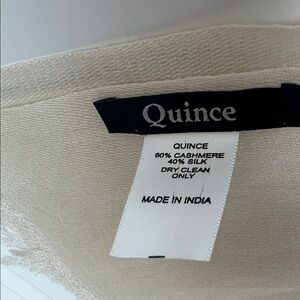 Quince
QUINCE
60% CASHMERE
40% SILK
DRY CLEAN
ONLY
MADE IN INDIA